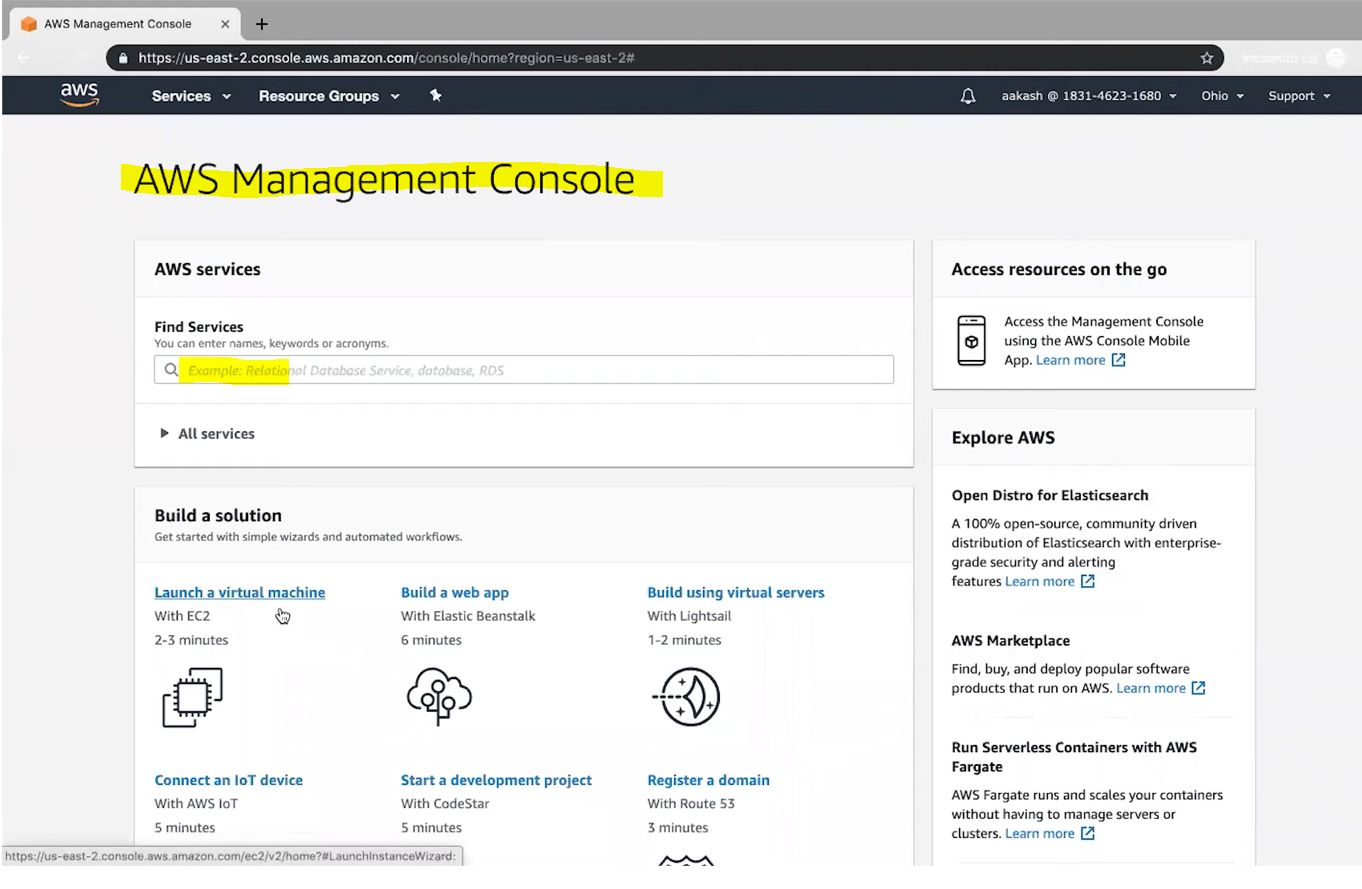 AWS Management Console
https://us-east-2.console.aws.amazon.com/console/home?region=us-east-2#
aws
Services
Resource Groups
aakash @ 1831-4623-1680
Ohio
Support
AWS Management Console
AWS services
Find Services
You can enter names, keywords or acronyms.
Example: Relational Database Service, database, RDS
All services
Build a solution
Get started with simple wizards and automated workflows.
Launch a virtual machine
With EC2
2-3 minutes
Build a web app
With Elastic Beanstalk
6 minutes
Build using virtual servers
With Lightsail
1-2 minutes
Connect an IoT device
With AWS IoT
5 minutes
Start a development project
With CodeStar
5 minutes
Register a domain
With Route 53
3 minutes
Access resources on the go
Access the Management Console
using the AWS Console Mobile
App. Learn more
Explore AWS
Open Distro for Elasticsearch
A 100% open-source, community driven
distribution of Elasticsearch with enterprise-
grade security and alerting
features Learn more
AWS Marketplace
Find, buy, and deploy popular software
products that run on AWS. Learn more
Run Serverless Containers with AWS
Fargate
AWS Fargate runs and scales your containers
without having to manage servers or
clusters. Learn more
https://us-east-2.console.aws.amazon.com/ec2/v2/home?#LaunchInstanceWizard: